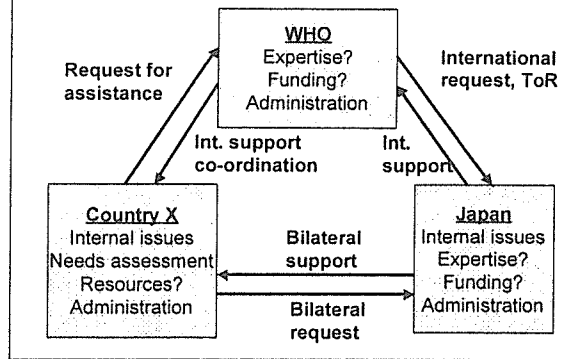 WHO
Expertise?
Funding?
Administration
Request for
assistance
International
request, ToR
Int. support
co-ordination
Int.
support
Country X
Internal issues
Needs assessment
Resources?
Administration
Bilateral
support
Bilateral
request
Japan
Internal issues
Expertise?
Funding?
Administration